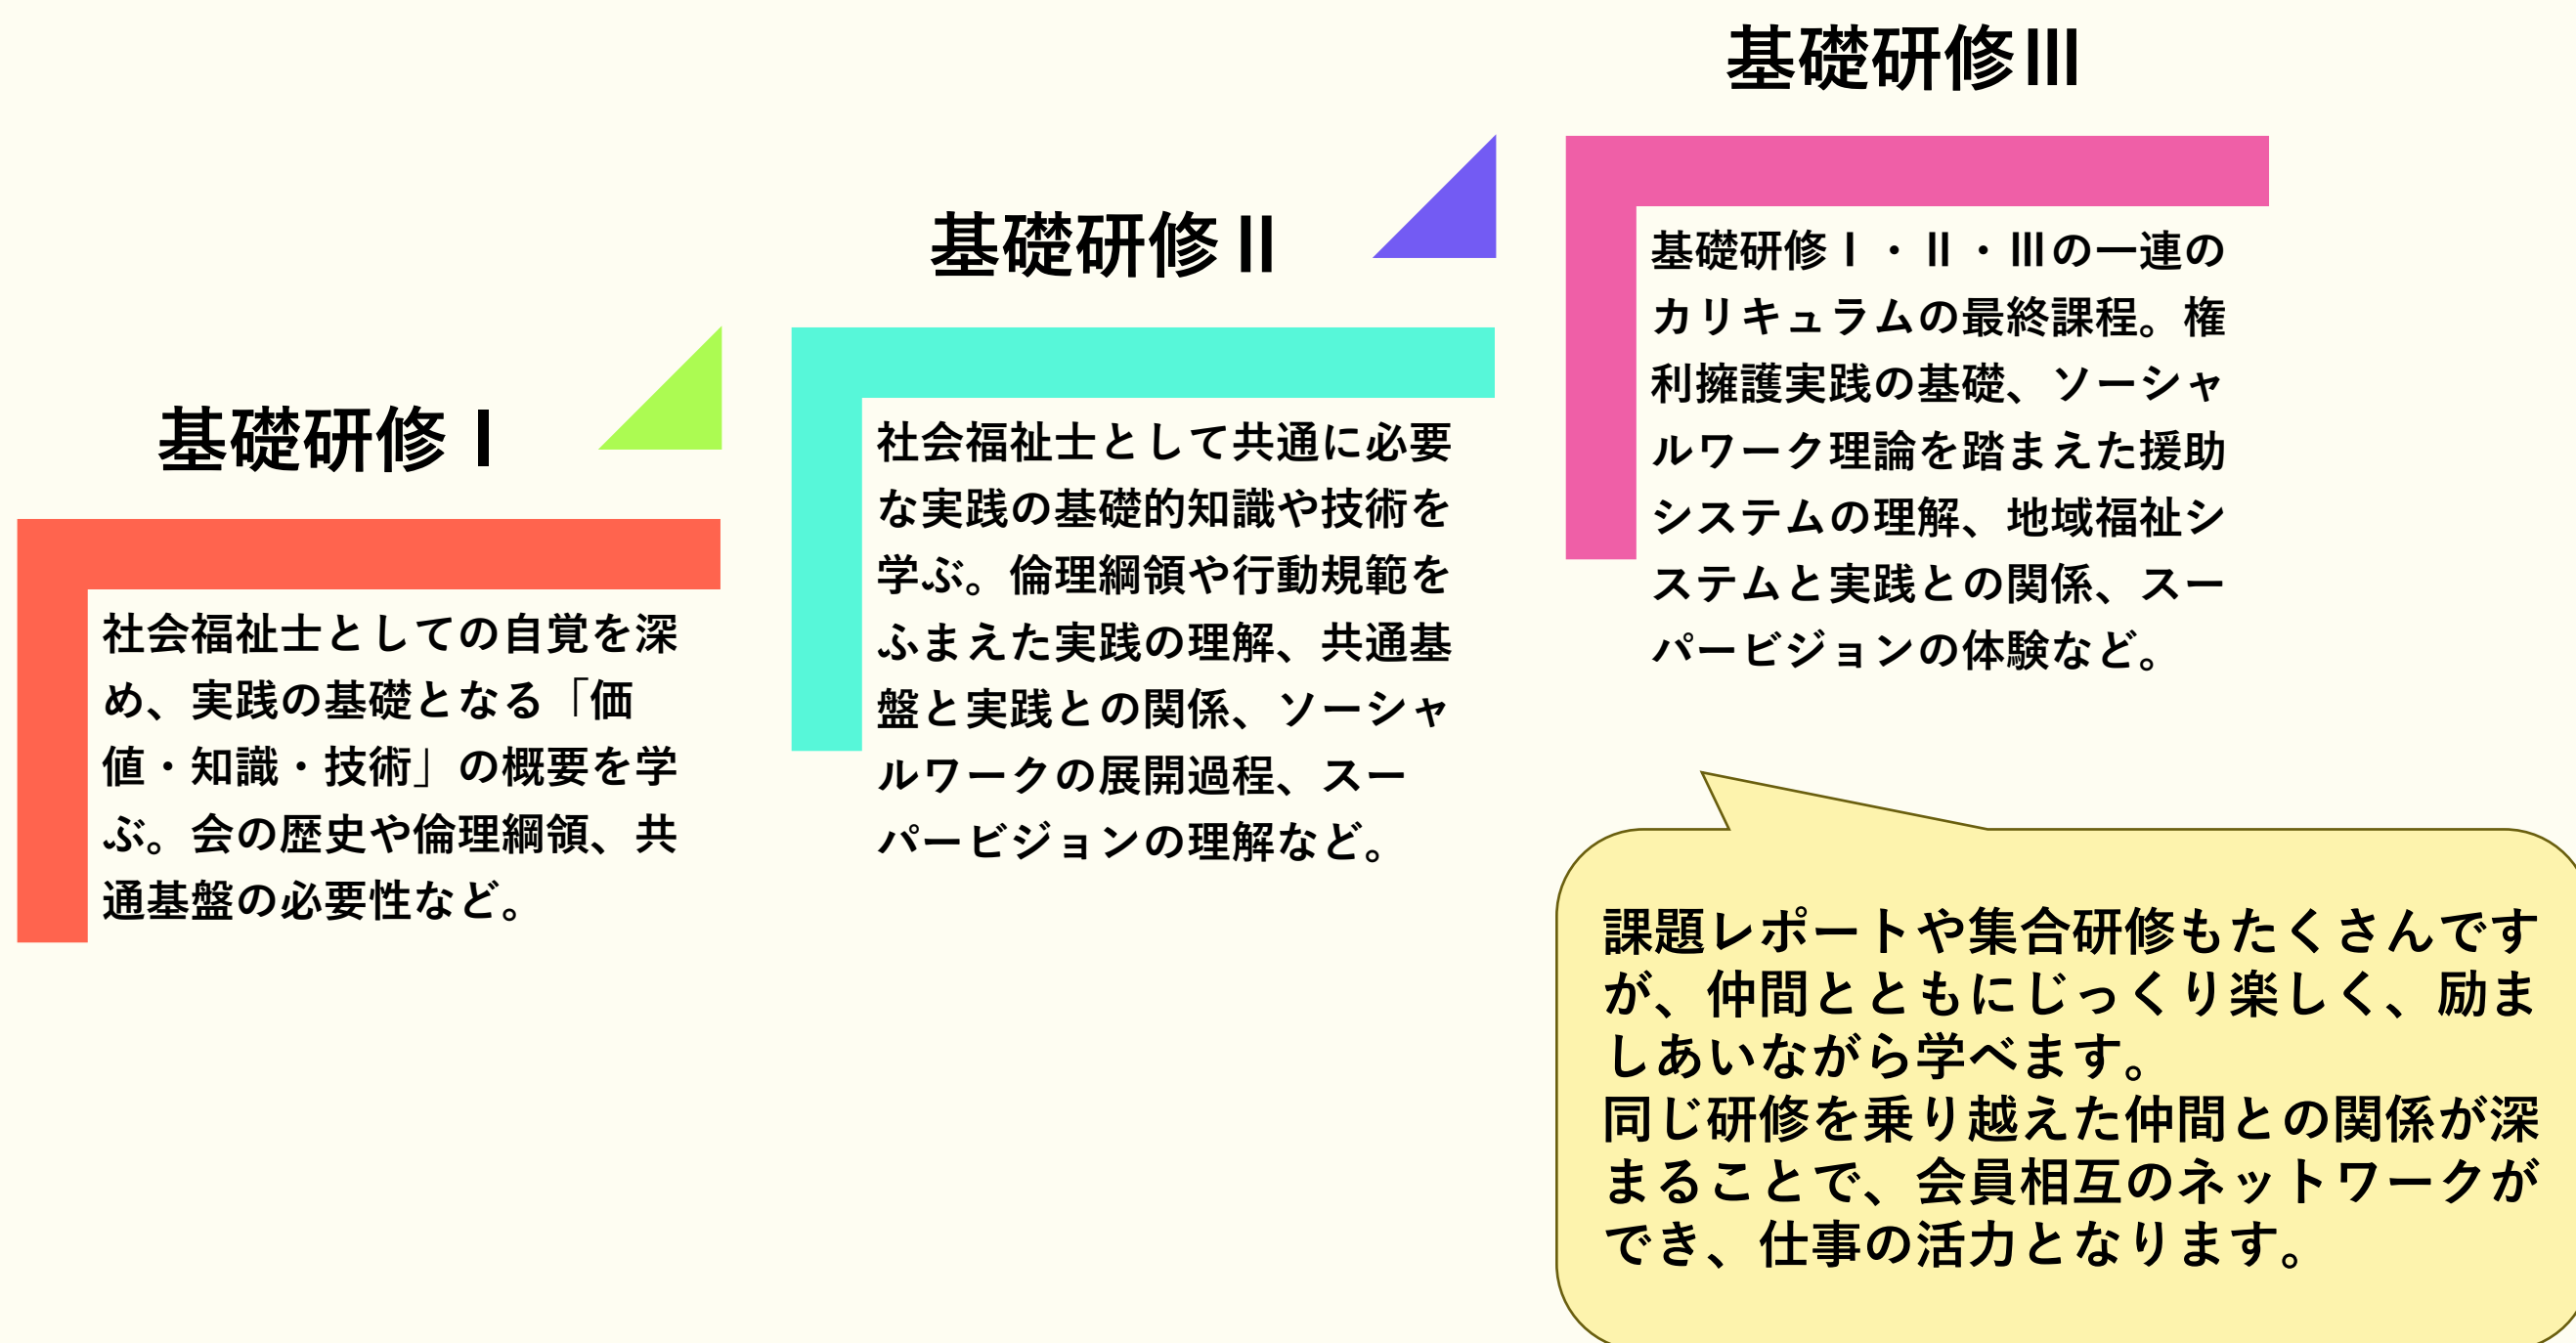 基礎研修Ⅰ
社会福祉士としての自覚を深
め、実践の基礎となる「価
値・知識・技術」の概要を学
ぶ。会の歴史や倫理綱領、共
通基盤の必要性など。
基礎研修Ⅱ
社会福祉士として共通に必要
な実践の基礎的知識や技術を
学ぶ。倫理綱領や行動規範を
ふまえた実践の理解、共通基
盤と実践との関係、ソーシャ
ルワークの展開過程、スー
パービジョンの理解など。
基礎研修Ⅲ
基礎研修Ⅰ・Ⅱ・Ⅲの一連の
カリキュラムの最終課程。権
利擁護実践の基礎、ソーシャ
ルワーク理論を踏まえた援助
システムの理解、地域福祉シ
ステムと実践との関係、スー
パービジョンの体験など。
課題レポートや集合研修もたくさんです
が、仲間とともにじっくり楽しく、励ま
しあいながら学べます。
同じ研修を乗り越えた仲間との関係が深
まることで、会員相互のネットワークが
でき、仕事の活力となります。